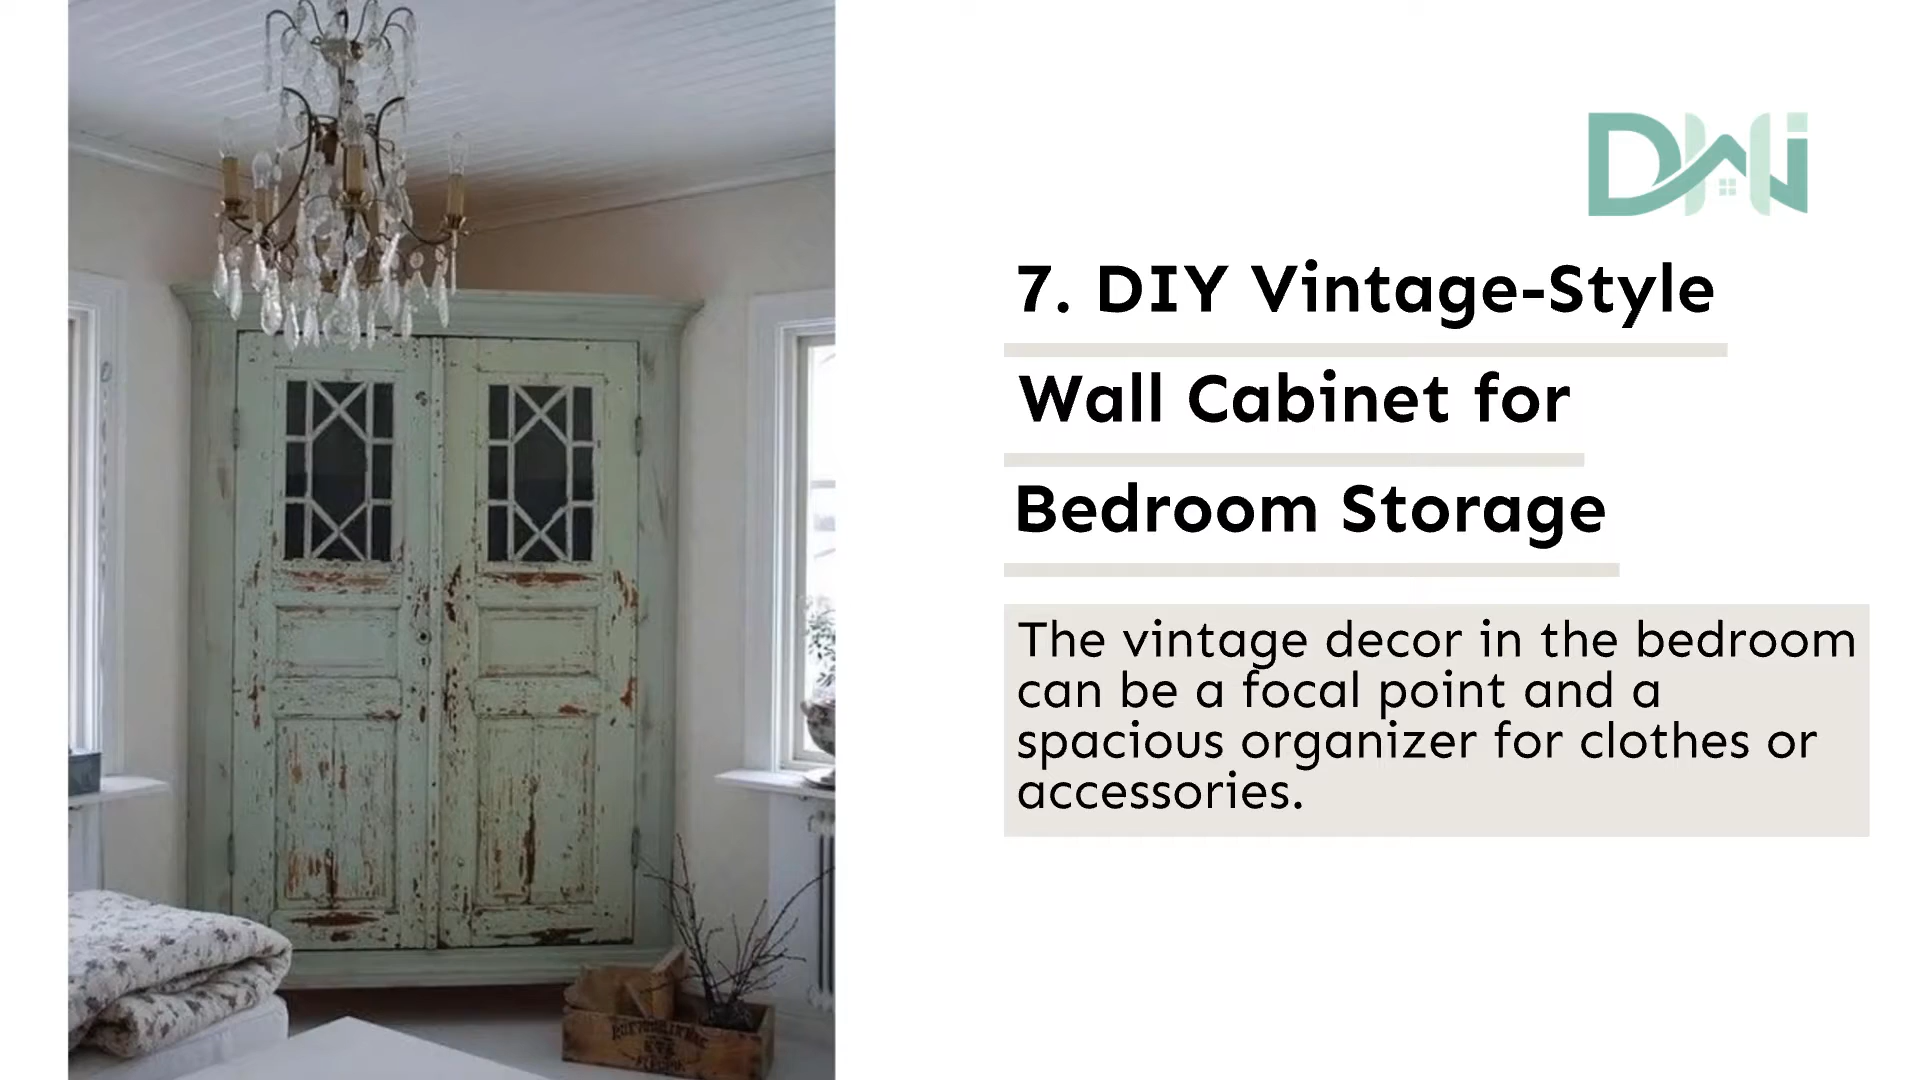 DHI
7. DIY Vintage-Style
Wall Cabinet for
Bedroom Storage
The vintage decor in the bedroom
can be a focal point and a
spacious organizer for clothes or
accessories.